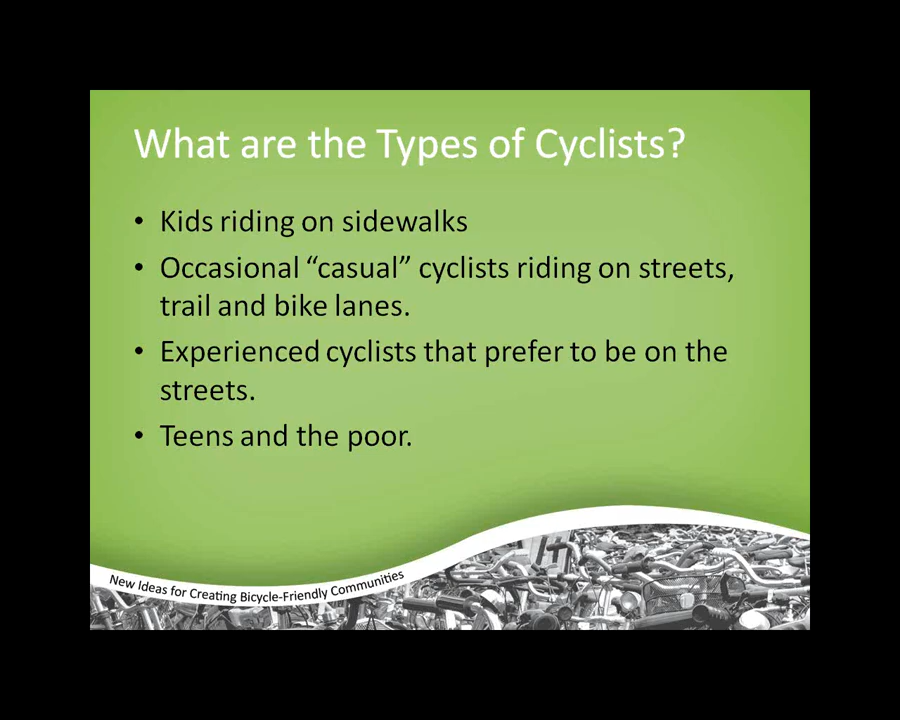 What are the Types of Cyclists?
• Kids riding on sidewalks
• Occasional “casual” cyclists riding on streets,
trail and bike lanes.
• Experienced cyclists that prefer to be on the
streets.
• Teens and the poor.
New Ideas for Creating Bicycle-Friendly Communities